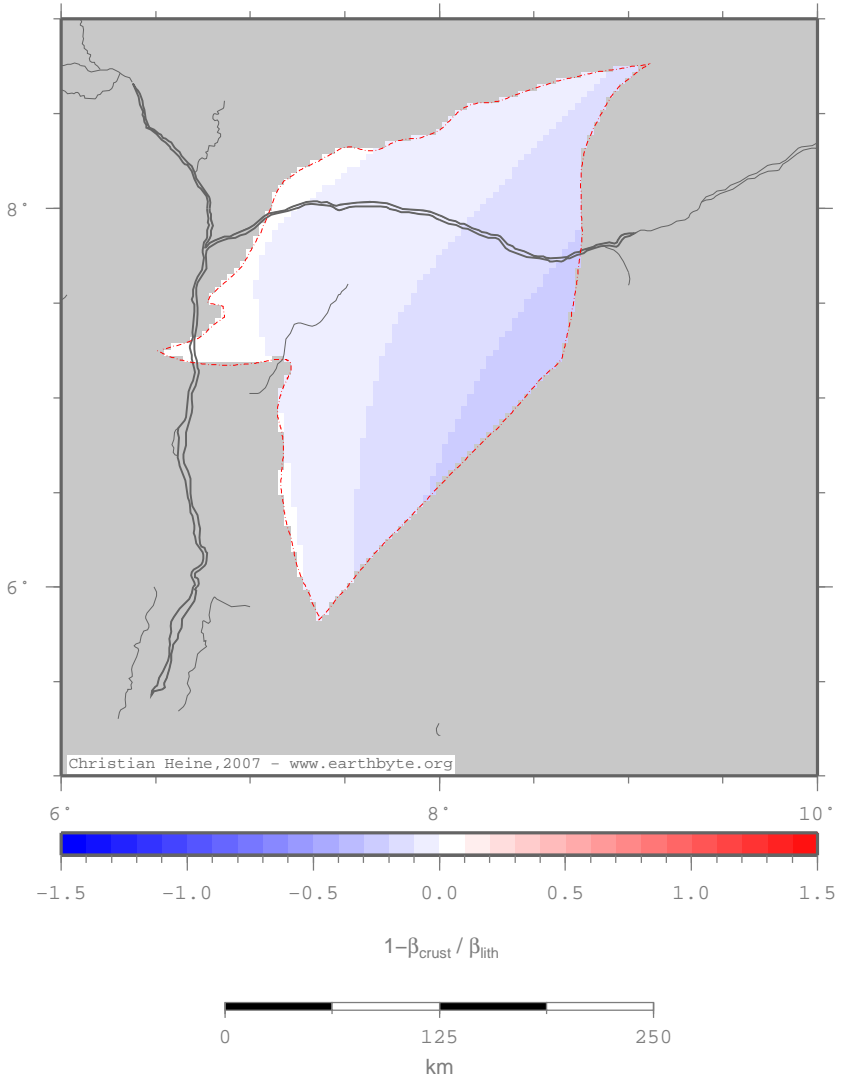 8°
6°
Christian Heine,2007 - www.earthbyte.org
6° 8° 10°
-1.5 -1.0 -0.5 0.0 0.5 1.0 1.5
1-βcrust / βlith
0 125 250
km